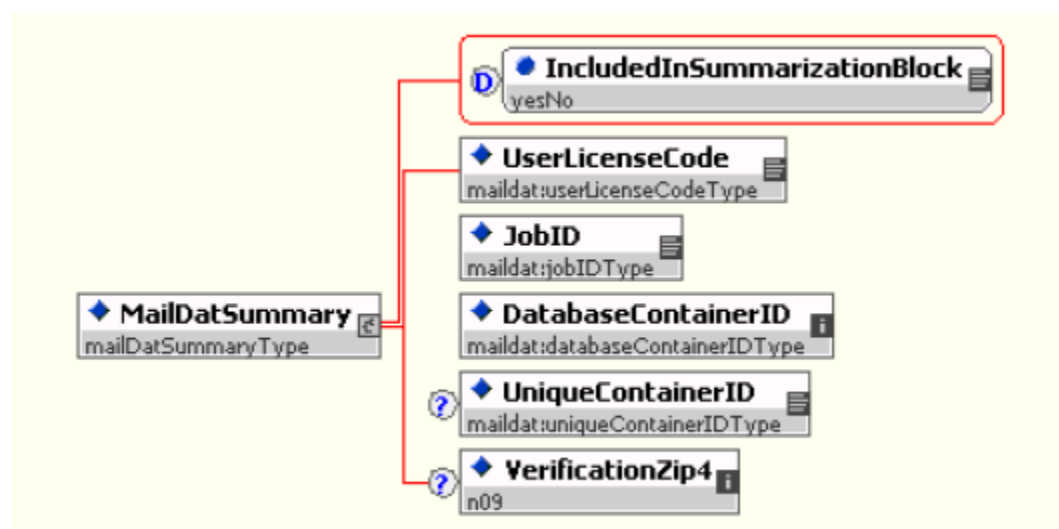 D
IncludedInSummarizationBlock
yesNo
UserLicenseCode
maildat:userLicenseCodeType
JobID
maildat:jobIDType
MailDatSummary
mailDatSummaryType
DatabaseContainerID
i
maildat:databaseContainerIDType
?
UniqueContainerID
maildat:uniqueContainerIDType
?
VerificationZip4
i
n09